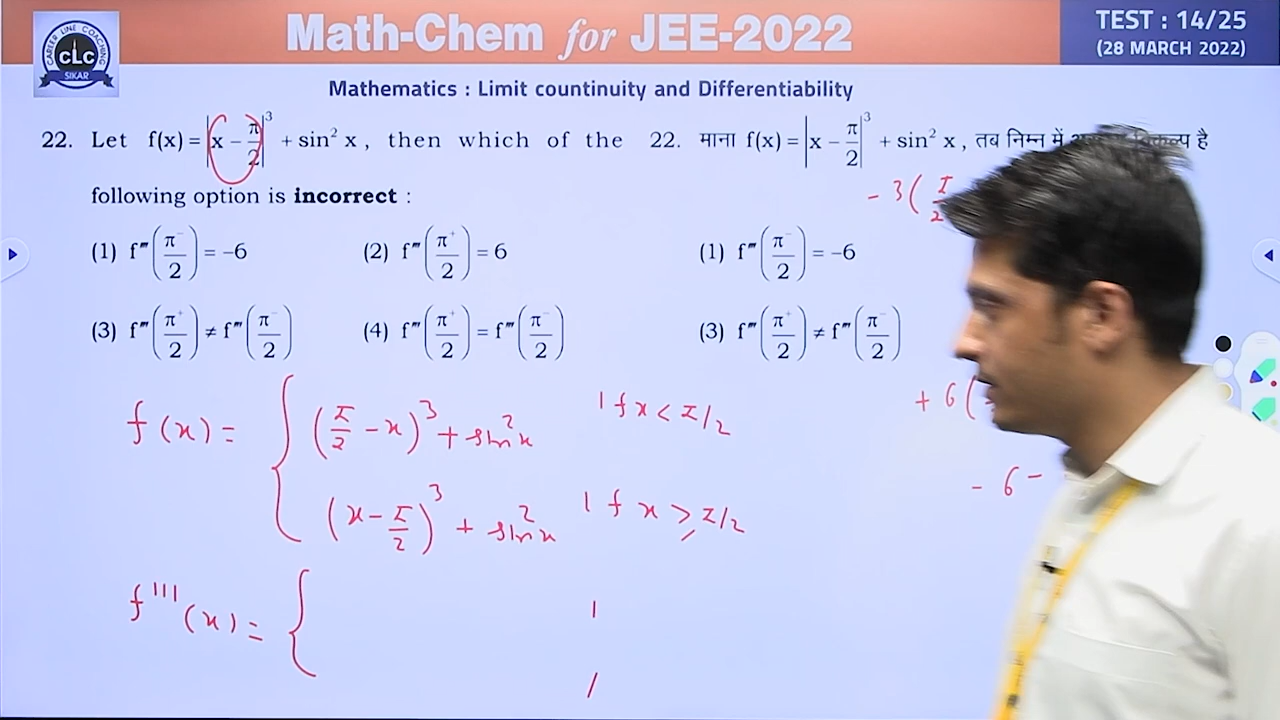 CAREER LINE COACHING
CLC
SIKAR
Math-Chem for JEE-2022
TEST : 14/25
(28 MARCH 2022)
Mathematics : Limit countinuity and Differentiability
22. Let f(x) = |x − π/2|³ + sin² x , then which of the
following option is incorrect :
(1) f‴(π⁻/2) = −6 (2) f‴(π⁺/2) = 6
(3) f‴(π⁺/2) ≠ f‴(π⁻/2) (4) f‴(π⁺/2) = f‴(π⁻/2)
22. माना f(x) = |x − π/2|³ + sin² x , तब निम्न में है
(1) f‴(π⁻/2) = −6
(3) f‴(π⁺/2) ≠ f‴(π⁻/2)
f(x) = { (π/2 − x)³ + sin²x if x < π/2
(x − π/2)³ + sin²x if x ≥ π/2
f'''(x) = {
− 3(π/2
+ 6(
− 6 −